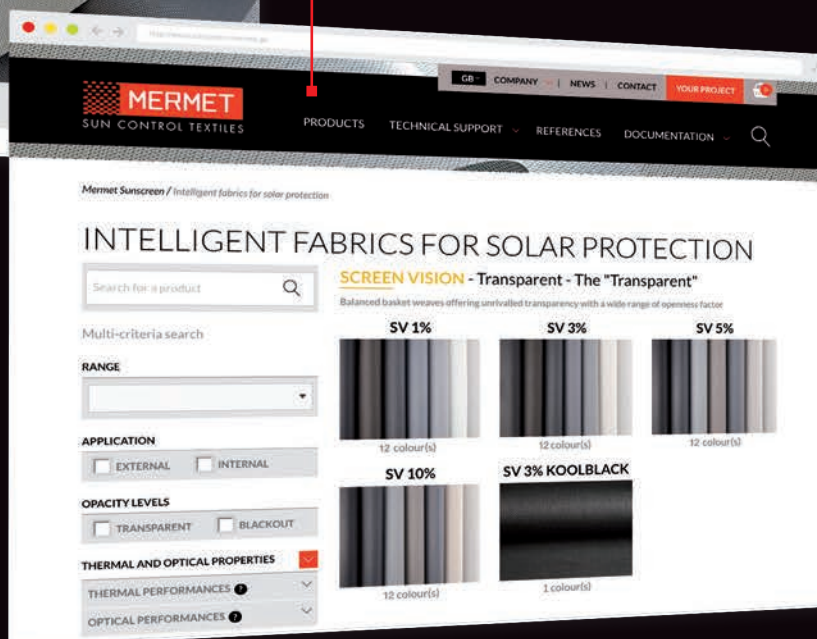 GB COMPANY | NEWS | CONTACT YOUR PROJECT
MERMET
SUN CONTROL TEXTILES
PRODUCTS TECHNICAL SUPPORT REFERENCES DOCUMENTATION
Mermet Sunscreen / Intelligent fabrics for solar protection
INTELLIGENT FABRICS FOR SOLAR PROTECTION
Search for a product
Multi-criteria search
RANGE
APPLICATION
EXTERNAL INTERNAL
OPACITY LEVELS
TRANSPARENT BLACKOUT
THERMAL AND OPTICAL PROPERTIES
THERMAL PERFORMANCES ?
OPTICAL PERFORMANCES ?
SCREEN VISION - Transparent - The "Transparent"
Balanced basket weaves offering unrivalled transparency with a wide range of openness factor
SV 1% SV 3% SV 5%
12 colour(s) 12 colour(s) 12 colour(s)
SV 10% SV 3% KOOLBLACK
12 colour(s) 1 colour(s)